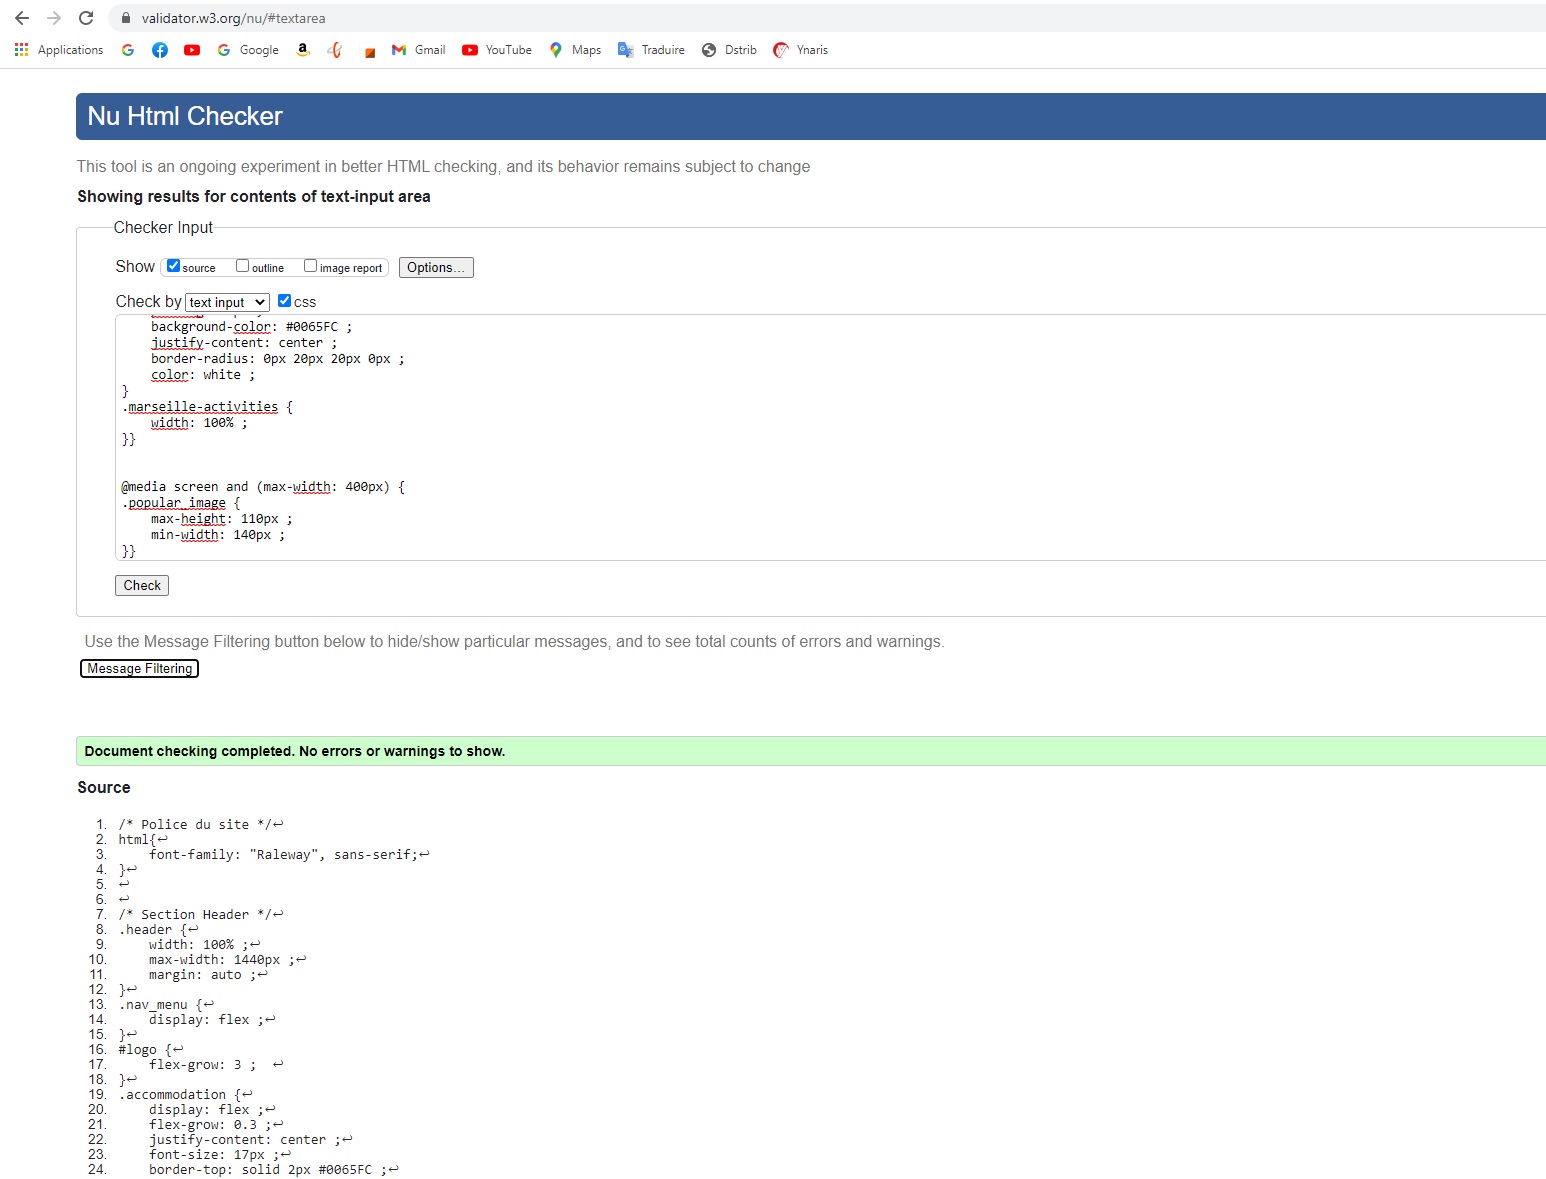 validator.w3.org/nu/#textarea
Applications Google Gmail YouTube Maps Traduire Dstrib Ynaris
Nu Html Checker
This tool is an ongoing experiment in better HTML checking, and its behavior remains subject to change
Showing results for contents of text-input area
Checker Input
Show source outline image report Options...
Check by text input css
background-color: #0065FC ;
justify-content: center ;
border-radius: 0px 20px 20px 0px ;
color: white ;
}
.marseille-activities {
width: 100% ;
}}
@media screen and (max-width: 400px) {
.popular_image {
max-height: 110px ;
min-width: 140px ;
}}
Check
Use the Message Filtering button below to hide/show particular messages, and to see total counts of errors and warnings.
Message Filtering
Document checking completed. No errors or warnings to show.
Source
1. /* Police du site */↩
2. html{↩
3. font-family: "Raleway", sans-serif;↩
4. }↩
5. ↩
6. ↩
7. /* Section Header */↩
8. .header {↩
9. width: 100% ;↩
10. max-width: 1440px ;↩
11. margin: auto ;↩
12. }↩
13. .nav_menu {↩
14. display: flex ;↩
15. }↩
16. #logo {↩
17. flex-grow: 3 ; ↩
18. }↩
19. .accommodation {↩
20. display: flex ;↩
21. flex-grow: 0.3 ;↩
22. justify-content: center ;↩
23. font-size: 17px ;↩
24. border-top: solid 2px #0065FC ;↩